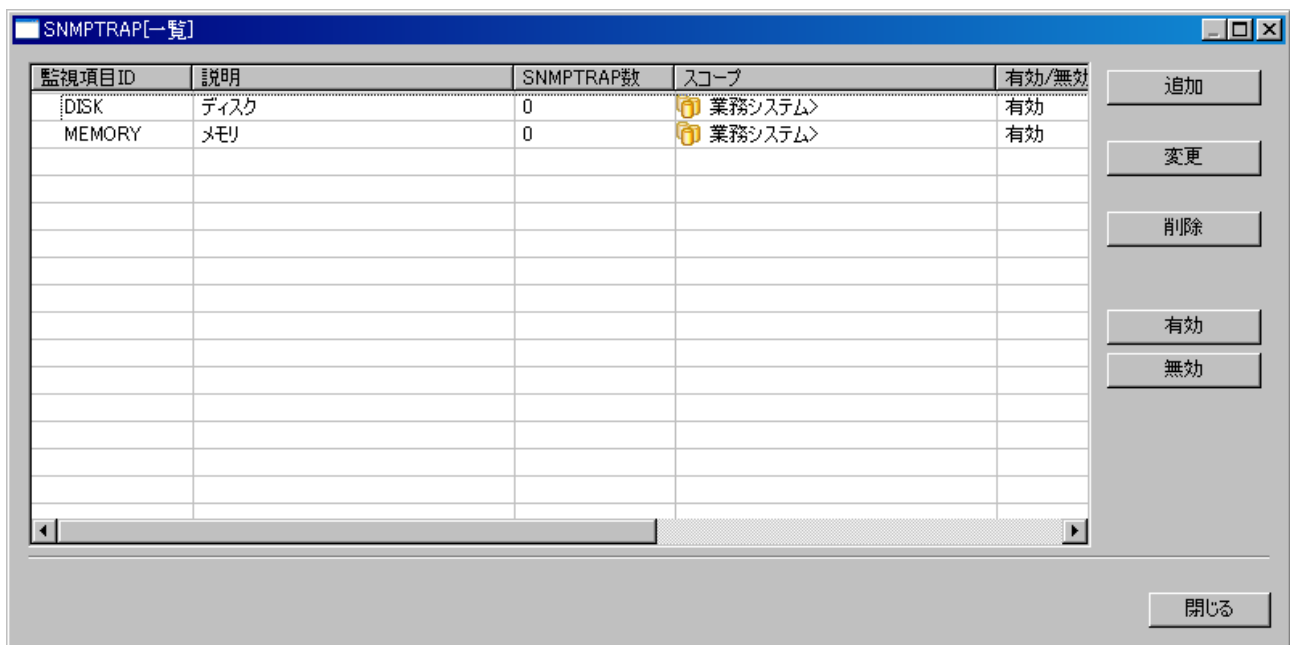 SNMPTRAP[一覧]
監視項目ID 説明 SNMPTRAP数 スコープ 有効/無効
DISK ディスク 0 業務システム> 有効
MEMORY メモリ 0 業務システム> 有効
追加
変更
削除
有効
無効
閉じる